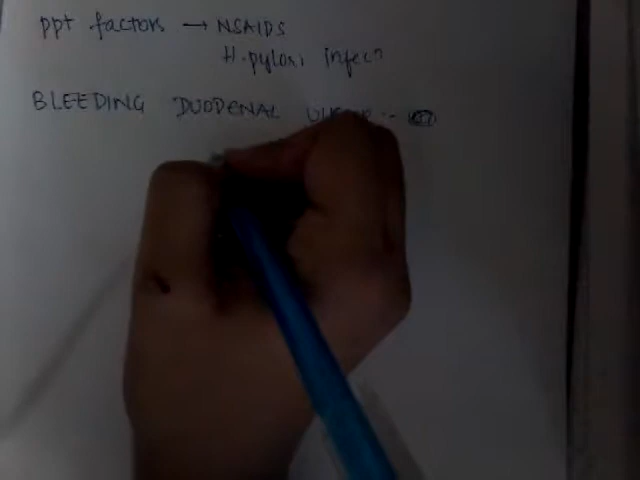 ppt factors → NSAIDS
H. pylori infecⁿ
BLEEDING DUODENAL